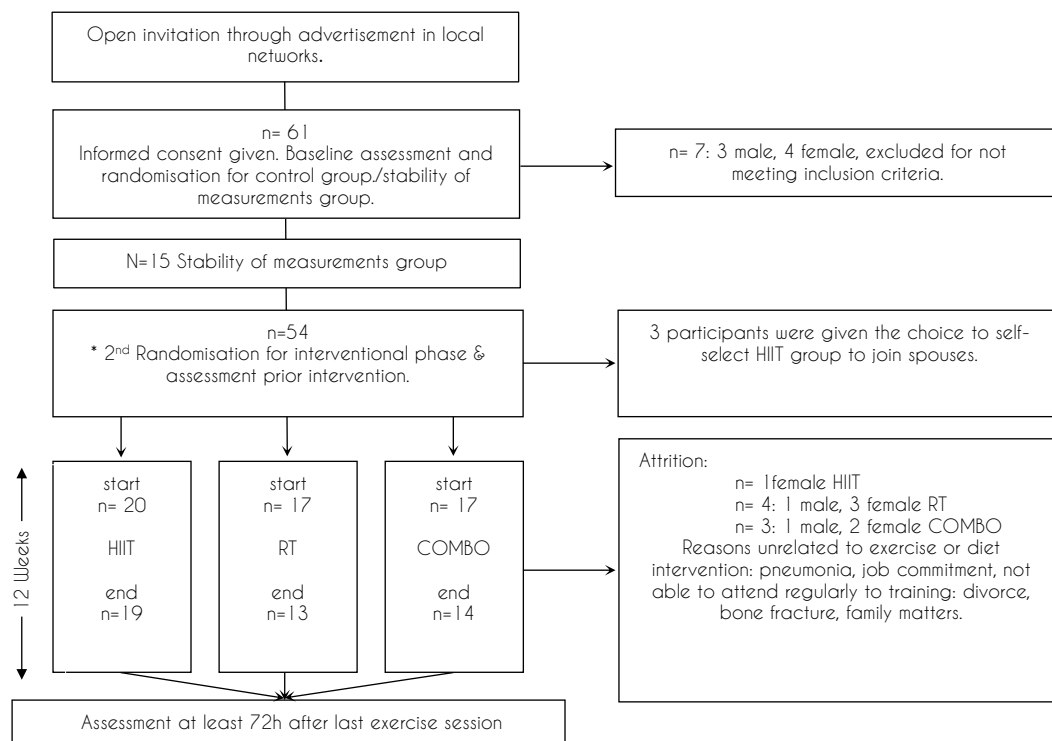 Open invitation through advertisement in local
networks.
n= 61
Informed consent given. Baseline assessment and
randomisation for control group./stability of
measurements group.
n= 7: 3 male, 4 female, excluded for not
meeting inclusion criteria.
N=15 Stability of measurements group
n=54
* 2nd Randomisation for interventional phase &
assessment prior intervention.
3 participants were given the choice to self-
select HIIT group to join spouses.
12 Weeks
start
n= 20
HIIT
end
n=19
start
n= 17
RT
end
n=13
start
n= 17
COMBO
end
n=14
Attrition:
n= 1female HIIT
n= 4: 1 male, 3 female RT
n= 3: 1 male, 2 female COMBO
Reasons unrelated to exercise or diet
intervention: pneumonia, job commitment, not
able to attend regularly to training: divorce,
bone fracture, family matters.
Assessment at least 72h after last exercise session